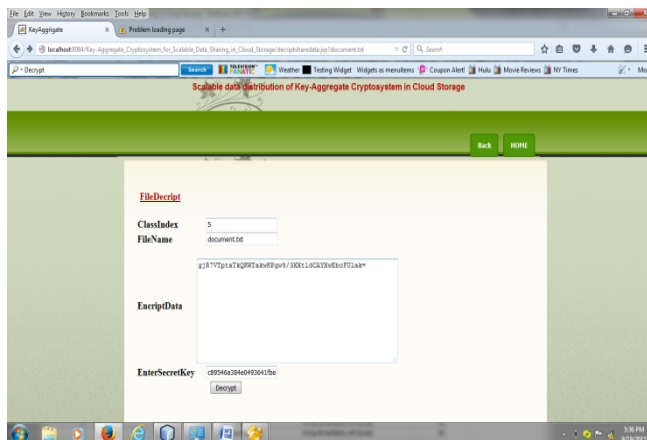 File Edit View History Bookmarks Tools Help
KeyAggrigate × Problem loading page × +
localhost:8084/Key-Aggregate_Cryptosystem_for_Scalable_Data_Sharing_in_Cloud_Storage/decriptsharedata.jsp?document.txt Search
Decrypt Search TELEVISION FANATIC Weather Testing Widget Widgets as menuitems Coupon Alert! Hulu Movie Reviews NY Times
Scalable data distribution of Key-Aggregate Cryptosystem in Cloud Storage
Back HOME
FileDecript
ClassIndex 5
FileName document.txt
EncriptData
EnterSecretKey c89546a384e0493641fbe
Decrypt
5:36 PM